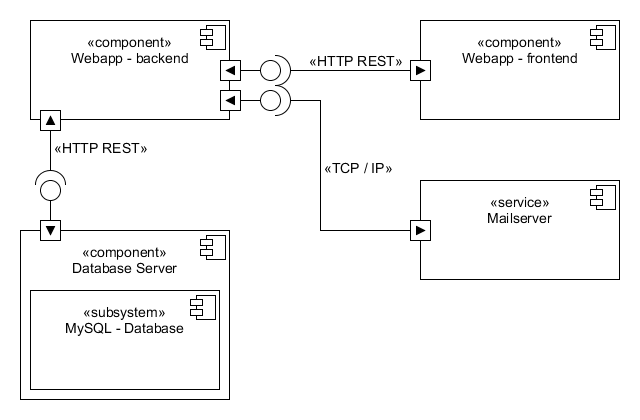 «component»
Webapp - backend
«HTTP REST»
«component»
Webapp - frontend
«HTTP REST»
«TCP / IP»
«service»
Mailserver
«component»
Database Server
«subsystem»
MySQL - Database